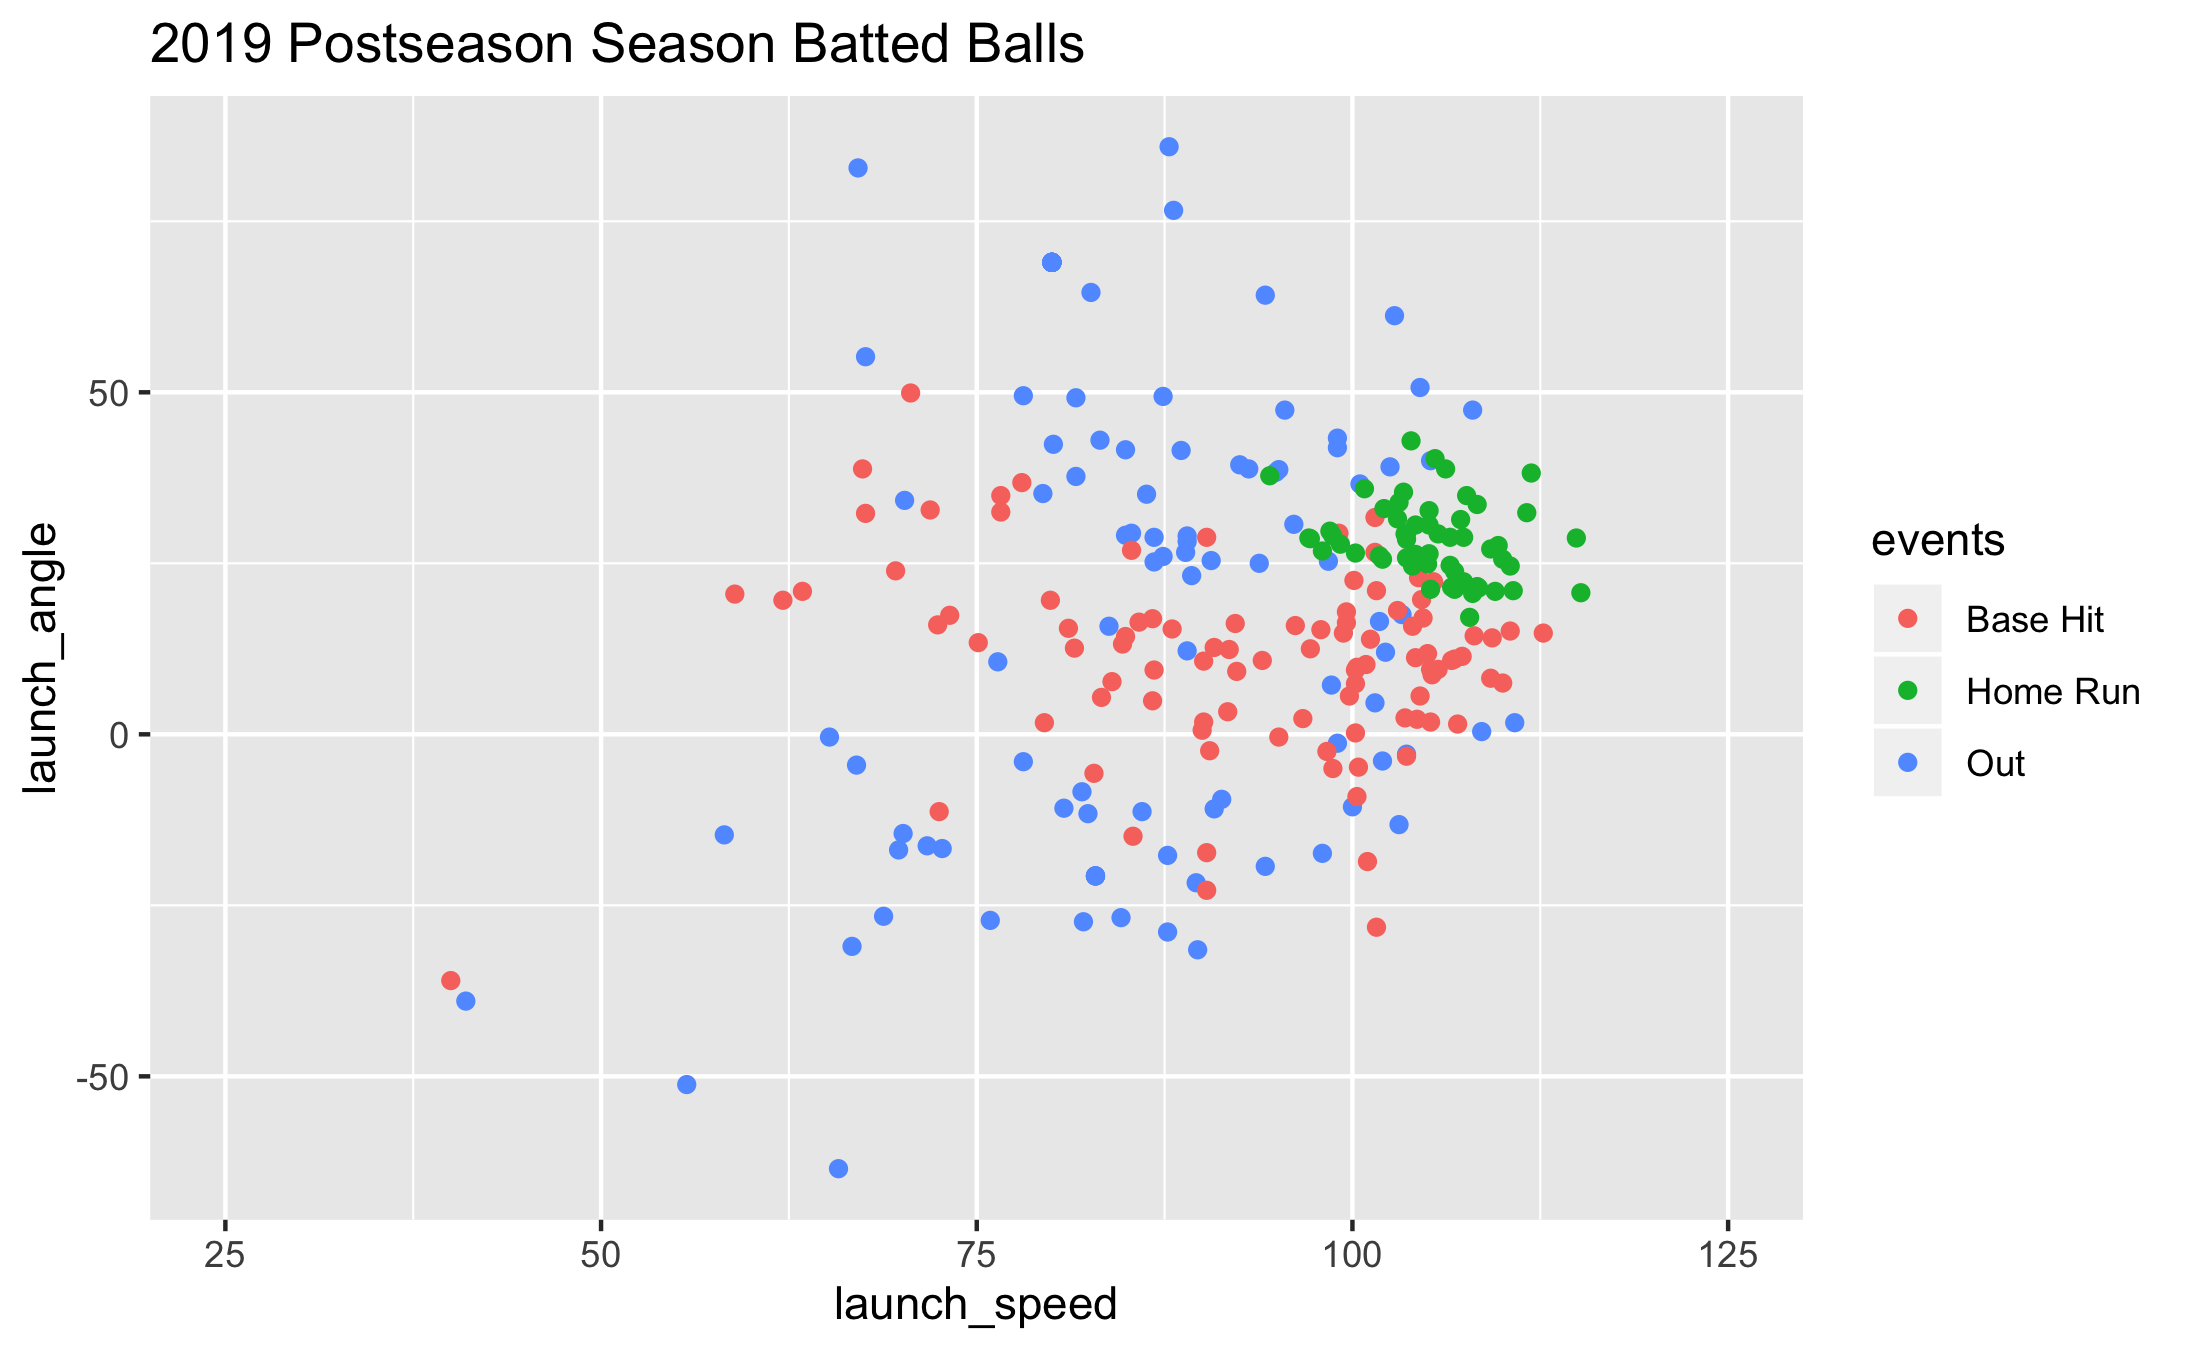 2019 Postseason Season Batted Balls
launch_angle
50
0
-50
25
50
75
100
125
launch_speed
events
Base Hit
Home Run
Out